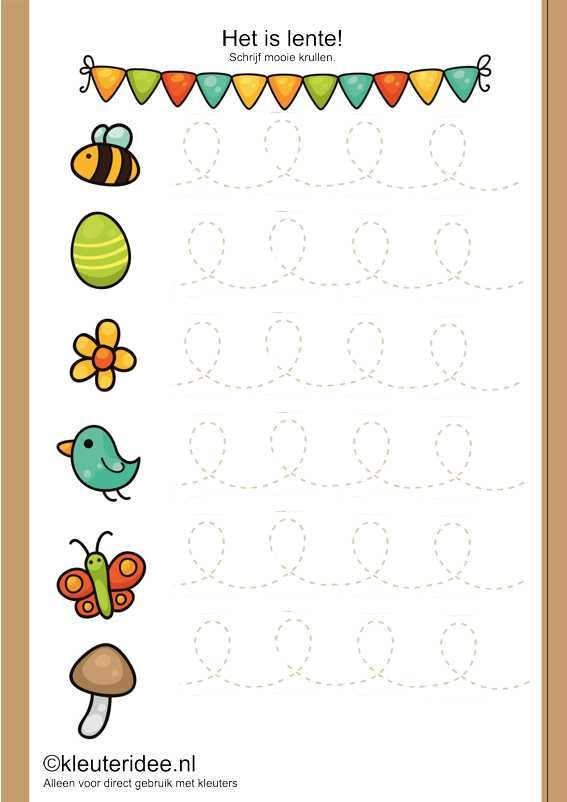 Het is lente!
Schrijf mooie krullen.
©kleuteridee.nl
Alleen voor direct gebruik met kleuters